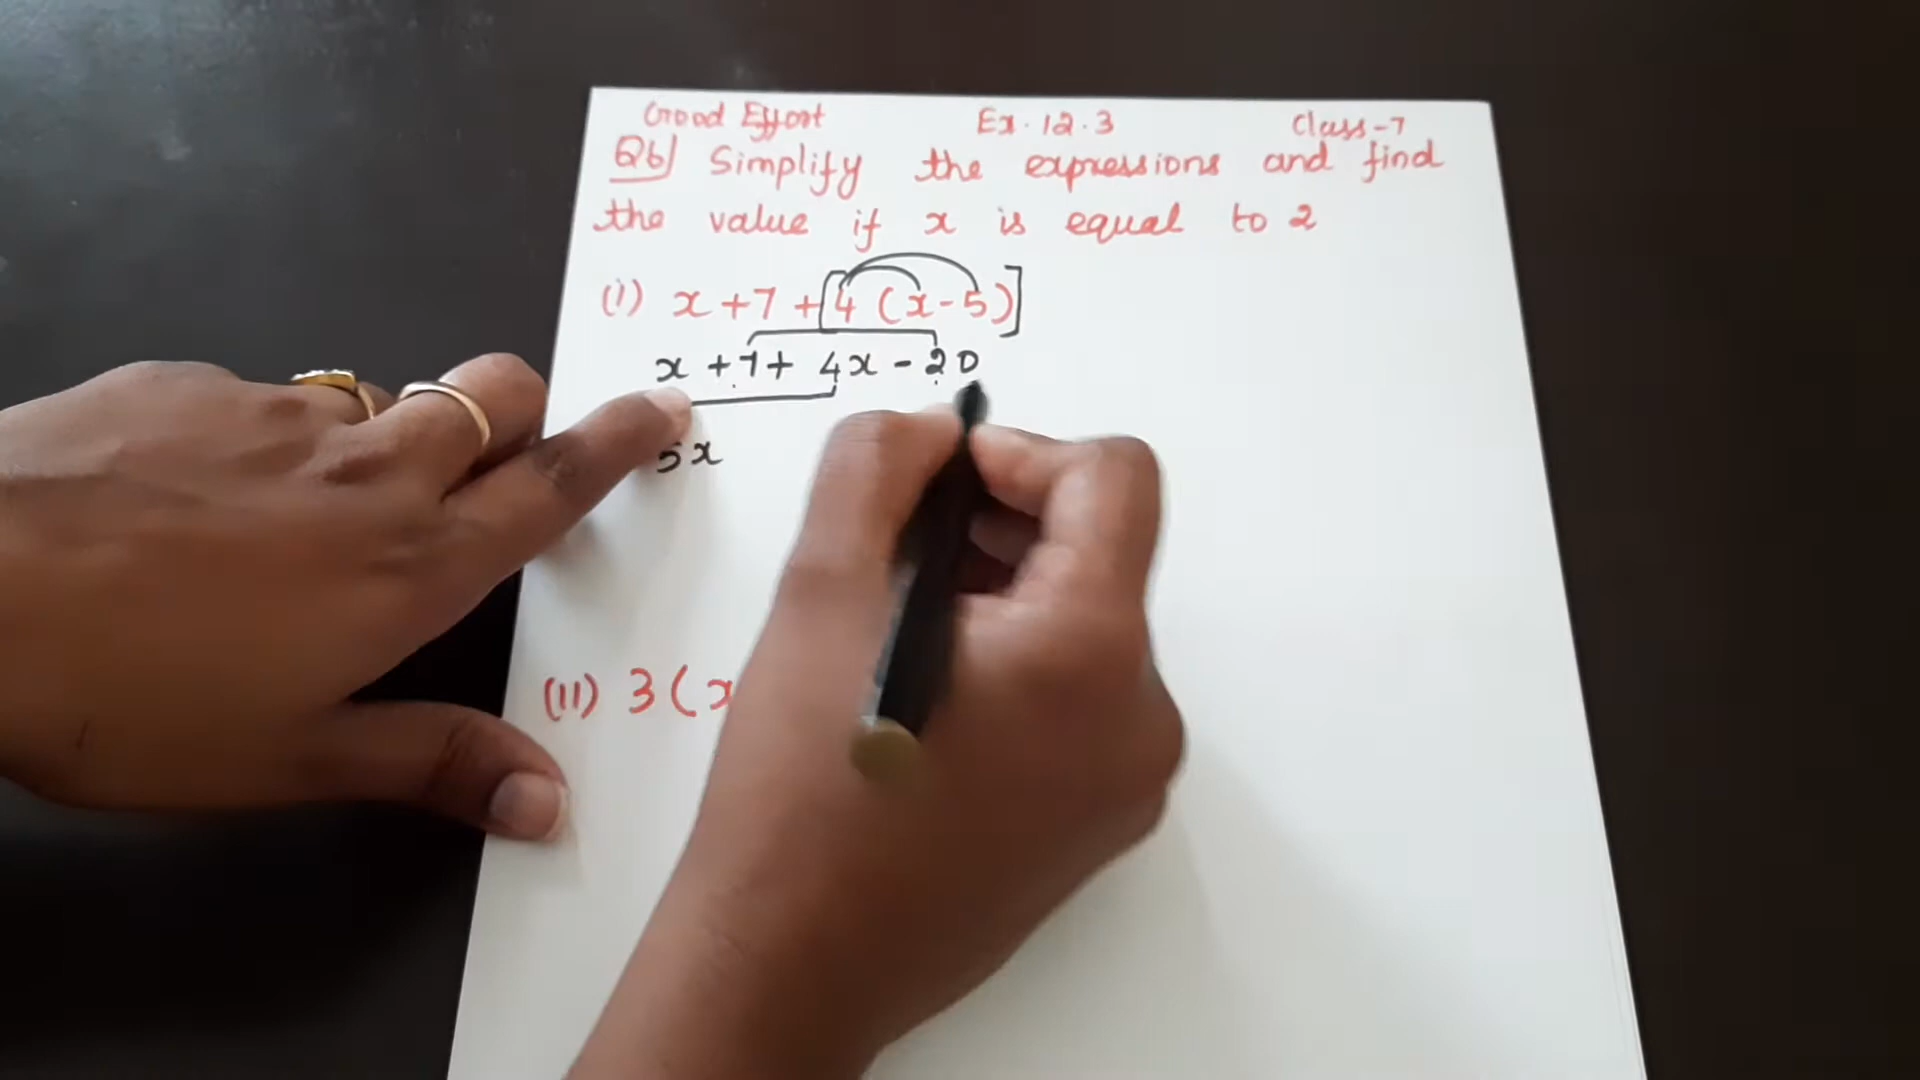 Good Effort Ex. 12.3 Class-7
Q6) Simplify the expressions and find
the value if x is equal to 2
(i) x + 7 + [4 (x - 5)]
x + 7 + 4x - 20
5x
(II) 3 ( x